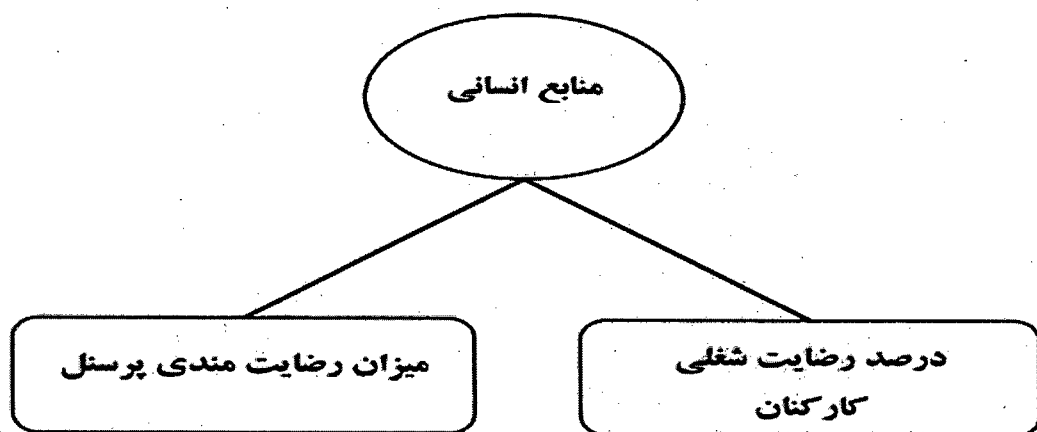 منابع انسانی
درصد رضایت شغلی
کارکنان
میزان رضایت مندی پرسنل